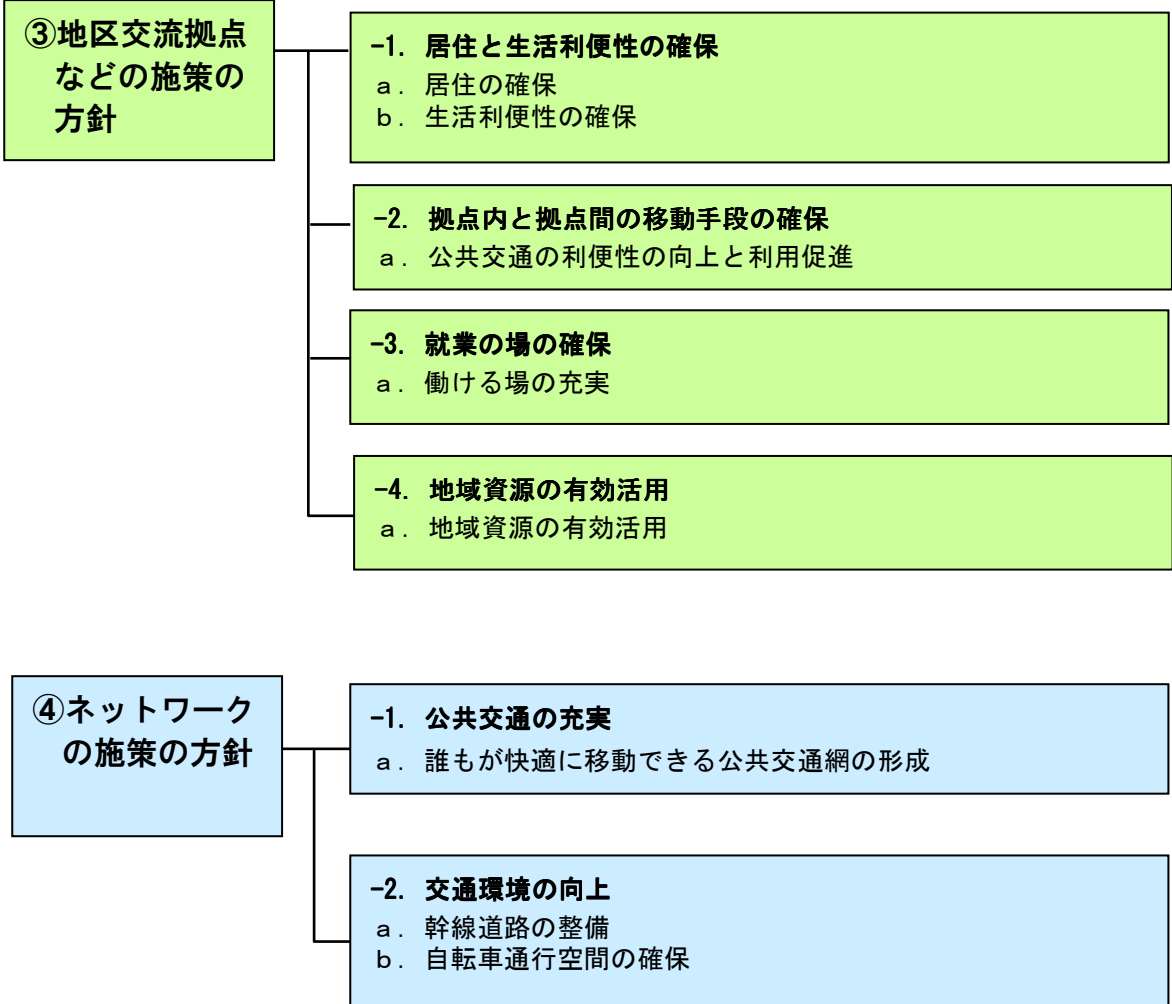 ③地区交流拠点
などの施策の
方針
-1. 居住と生活利便性の確保
a. 居住の確保
b. 生活利便性の確保
-2. 拠点内と拠点間の移動手段の確保
a. 公共交通の利便性の向上と利用促進
-3. 就業の場の確保
a. 働ける場の充実
-4. 地域資源の有効活用
a. 地域資源の有効活用
④ネットワーク
の施策の方針
-1. 公共交通の充実
a. 誰もが快適に移動できる公共交通網の形成
-2. 交通環境の向上
a. 幹線道路の整備
b. 自転車通行空間の確保